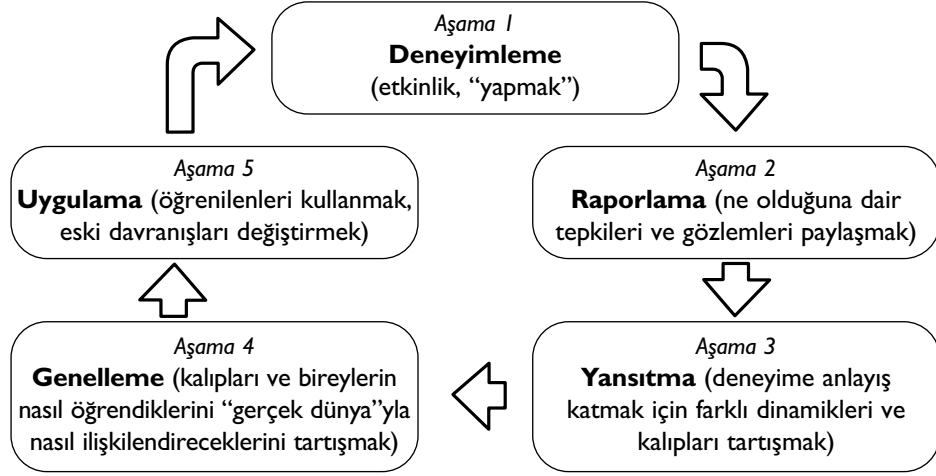 Aşama 1
Deneyimleme
(etkinlik, “yapmak”)
Aşama 2
Raporlama (ne olduğuna dair
tepkileri ve gözlemleri paylaşmak)
Aşama 3
Yansıtma (deneyime anlayış
katmak için farklı dinamikleri ve
kalıpları tartışmak)
Aşama 4
Genelleme (kalıpları ve bireylerin
nasıl öğrendiklerini “gerçek dünya”yla
nasıl ilişkilendireceklerini tartışmak)
Aşama 5
Uygulama (öğrenilenleri kullanmak,
eski davranışları değiştirmek)